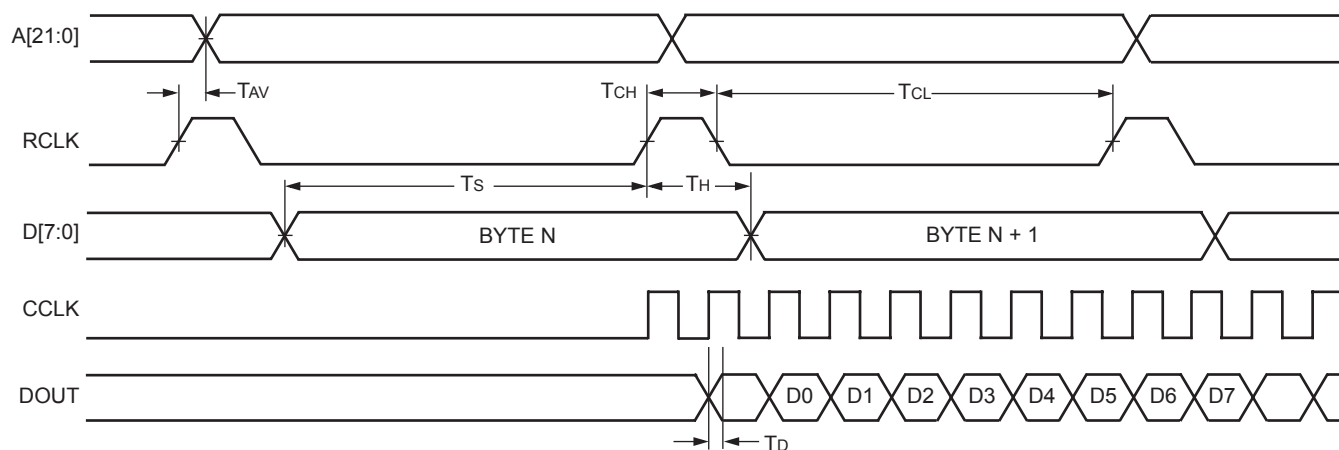 A[21:0]
TAV
TCH
TCL
RCLK
TS
TH
D[7:0]
BYTE N
BYTE N + 1
CCLK
DOUT
D0
D1
D2
D3
D4
D5
D6
D7
TD